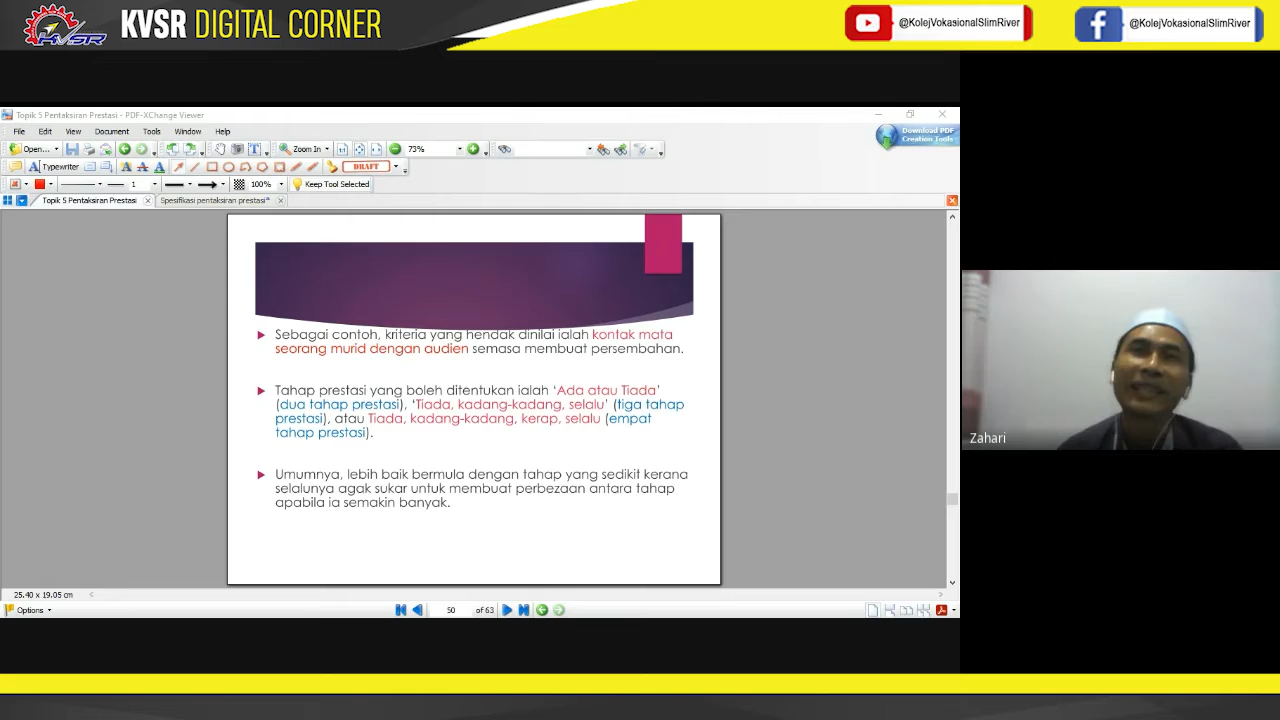 KVSR
KVSR DIGITAL CORNER
@KolejVokasionalSlimRiver
@KolejVokasionalSlimRiver
Topik 5 Pentaksiran Prestasi - PDF-XChange Viewer
File Edit View Document Tools Window Help
Download PDF
Creation Tools
Open... Zoom In 73%
Typewriter DRAFT
1 100% Keep Tool Selected
Topik 5 Pentaksiran Prestasi Spesifikasi pentaksiran prestasi*
Sebagai contoh, kriteria yang hendak dinilai ialah kontak mata
seorang murid dengan audien semasa membuat persembahan.
Tahap prestasi yang boleh ditentukan ialah ‘Ada atau Tiada’
(dua tahap prestasi), ‘Tiada, kadang-kadang, selalu’ (tiga tahap
prestasi), atau Tiada, kadang-kadang, kerap, selalu (empat
tahap prestasi).
Umumnya, lebih baik bermula dengan tahap yang sedikit kerana
selalunya agak sukar untuk membuat perbezaan antara tahap
apabila ia semakin banyak.
Zahari
25.40 x 19.05 cm
Options 50 of 63